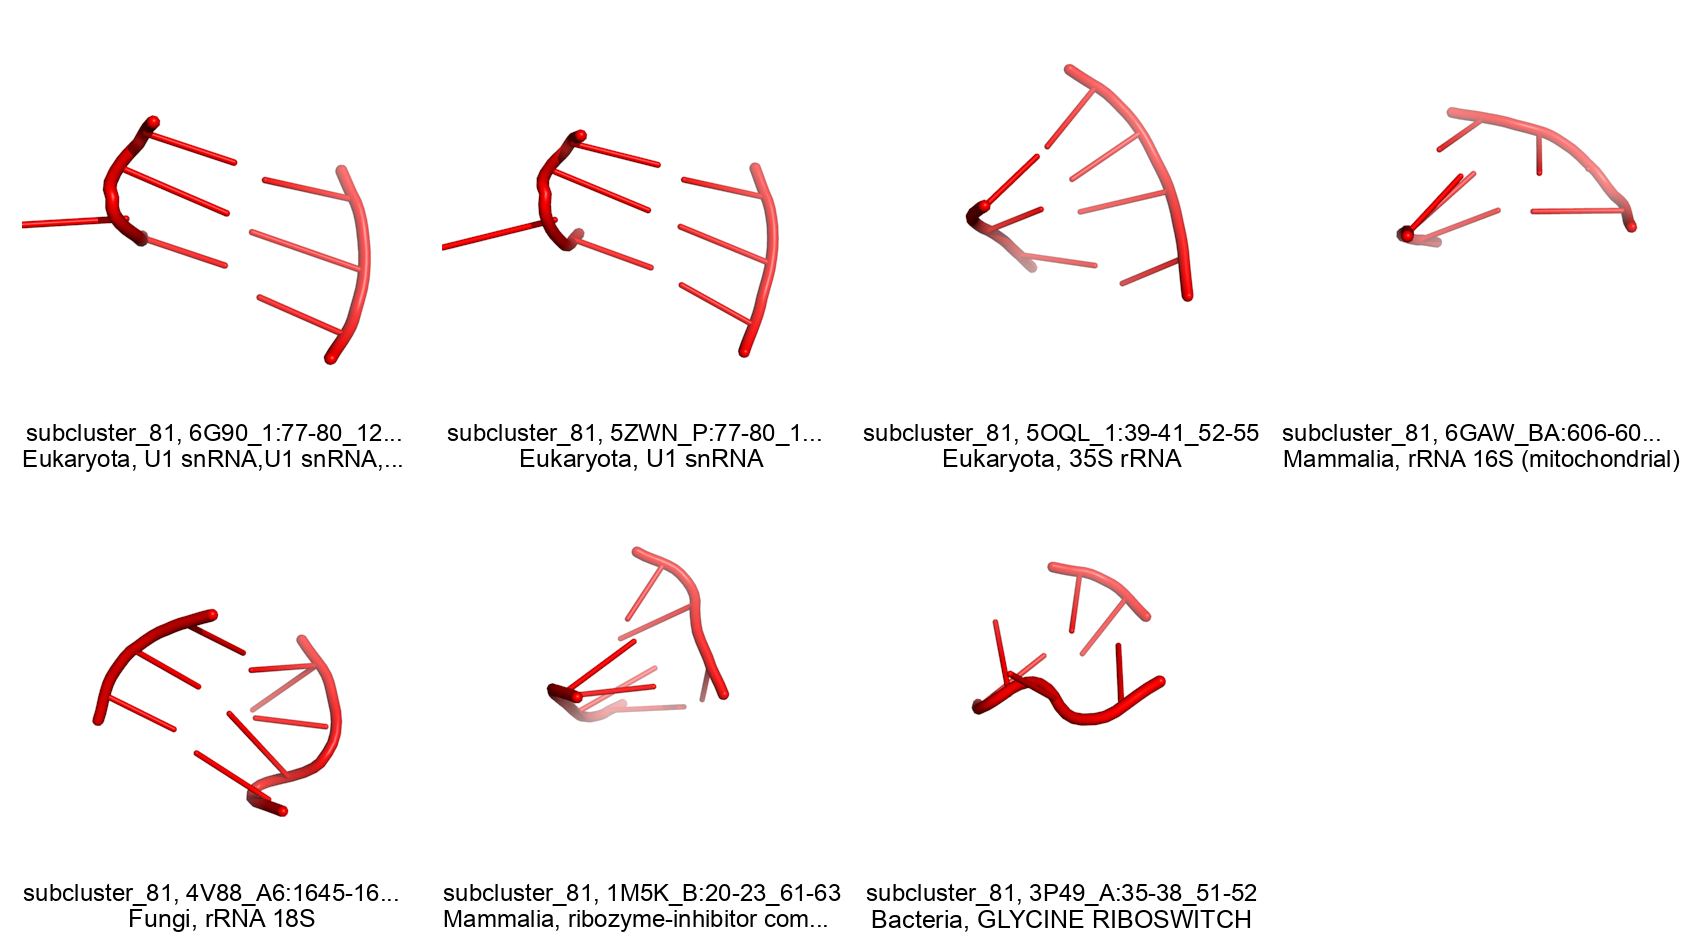 subcluster_81, 6G90_1:77-80_12...
Eukaryota, U1 snRNA,U1 snRNA,...
subcluster_81, 5ZWN_P:77-80_1...
Eukaryota, U1 snRNA
subcluster_81, 5OQL_1:39-41_52-55
Eukaryota, 35S rRNA
subcluster_81, 6GAW_BA:606-60...
Mammalia, rRNA 16S (mitochondrial)
subcluster_81, 4V88_A6:1645-16...
Fungi, rRNA 18S
subcluster_81, 1M5K_B:20-23_61-63
Mammalia, ribozyme-inhibitor com...
subcluster_81, 3P49_A:35-38_51-52
Bacteria, GLYCINE RIBOSWITCH